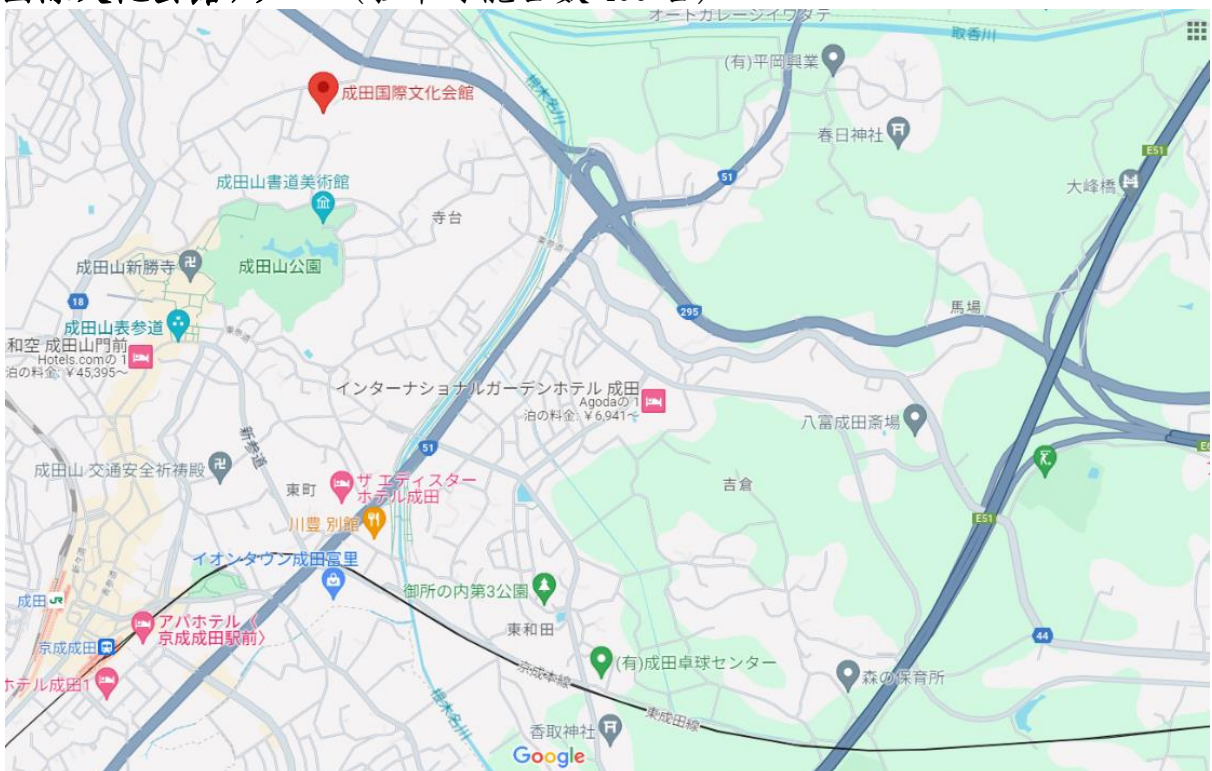 オートガレージイワタテ
取香川
(有)平岡興業
根木名川
成田国際文化会館
春日神社
E51
51
大峰橋
成田山書道美術館
寺台
成田山新勝寺
成田山公園
18
295
馬場
成田山表参道
和空 成田山門前
Hotels.comの 1
泊の料金: ￥45,395～
インターナショナルガーデンホテル 成田
Agodaの 1
泊の料金: ￥6,941～
八富成田斎場
新参道
51
成田山 交通安全祈祷殿
東町
ザ エディスター
ホテル成田
吉倉
川豊 別館
E51
イオンタウン成田富里
御所の内第3公園
成田 JR
アパホテル〈
京成成田駅前〉
東和田
44
京成成田
京成本線
(有)成田卓球センター
ホテル成田1
森の保育所
根木名川
東成田線
香取神社
Google